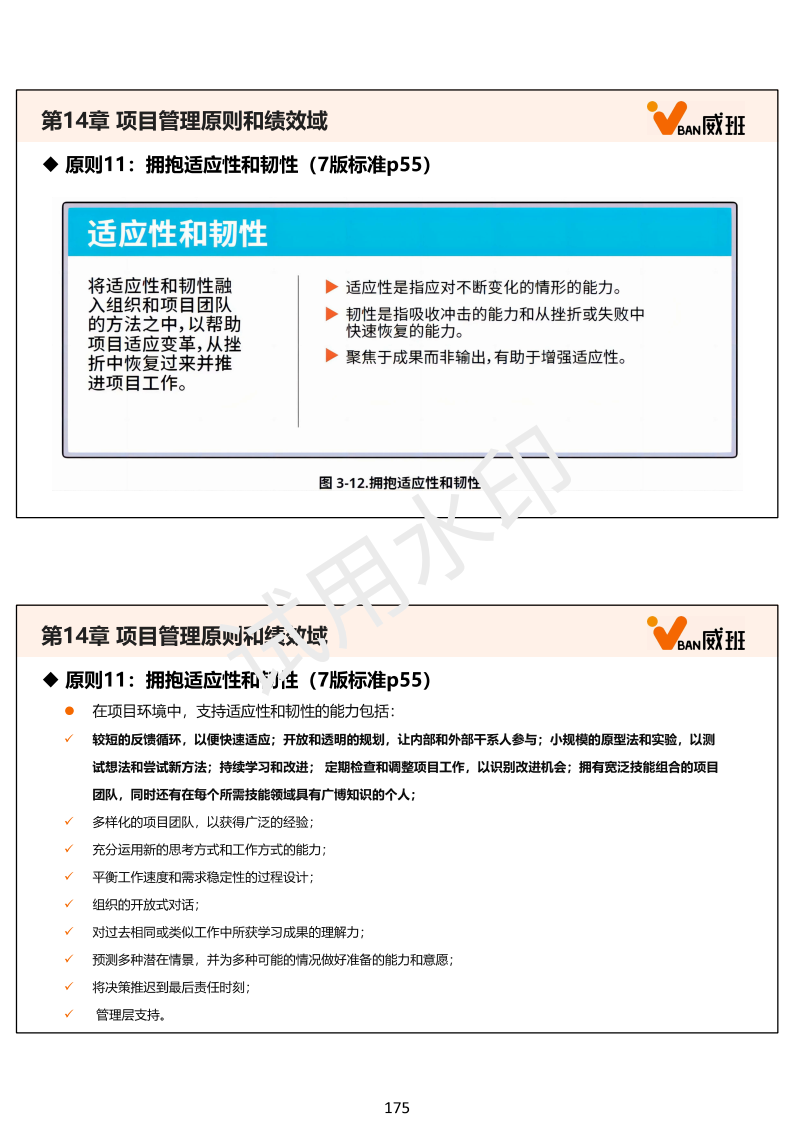 第14章 项目管理原则和绩效域
BAN威班
◆ 原则11：拥抱适应性和韧性（7版标准p55）
适应性和韧性
将适应性和韧性融
入组织和项目团队
的方法之中，以帮助
项目适应变革，从挫
折中恢复过来并推
进项目工作。
▶ 适应性是指应对不断变化的情形的能力。
▶ 韧性是指吸收冲击的能力和从挫折或失败中
快速恢复的能力。
▶ 聚焦于成果而非输出，有助于增强适应性。
图 3-12.拥抱适应性和韧性
试用水印
第14章 项目管理原则和绩效域
BAN威班
◆ 原则11：拥抱适应性和韧性（7版标准p55）
● 在项目环境中，支持适应性和韧性的能力包括：
✓ 较短的反馈循环，以便快速适应；开放和透明的规划，让内部和外部干系人参与；小规模的原型法和实验，以测
试想法和尝试新方法；持续学习和改进； 定期检查和调整项目工作，以识别改进机会；拥有宽泛技能组合的项目
团队，同时还有在每个所需技能领域具有广博知识的个人；
✓ 多样化的项目团队，以获得广泛的经验；
✓ 充分运用新的思考方式和工作方式的能力；
✓ 平衡工作速度和需求稳定性的过程设计；
✓ 组织的开放式对话；
✓ 对过去相同或类似工作中所获学习成果的理解力；
✓ 预测多种潜在情景，并为多种可能的情况做好准备的能力和意愿；
✓ 将决策推迟到最后责任时刻；
✓ 管理层支持。
175